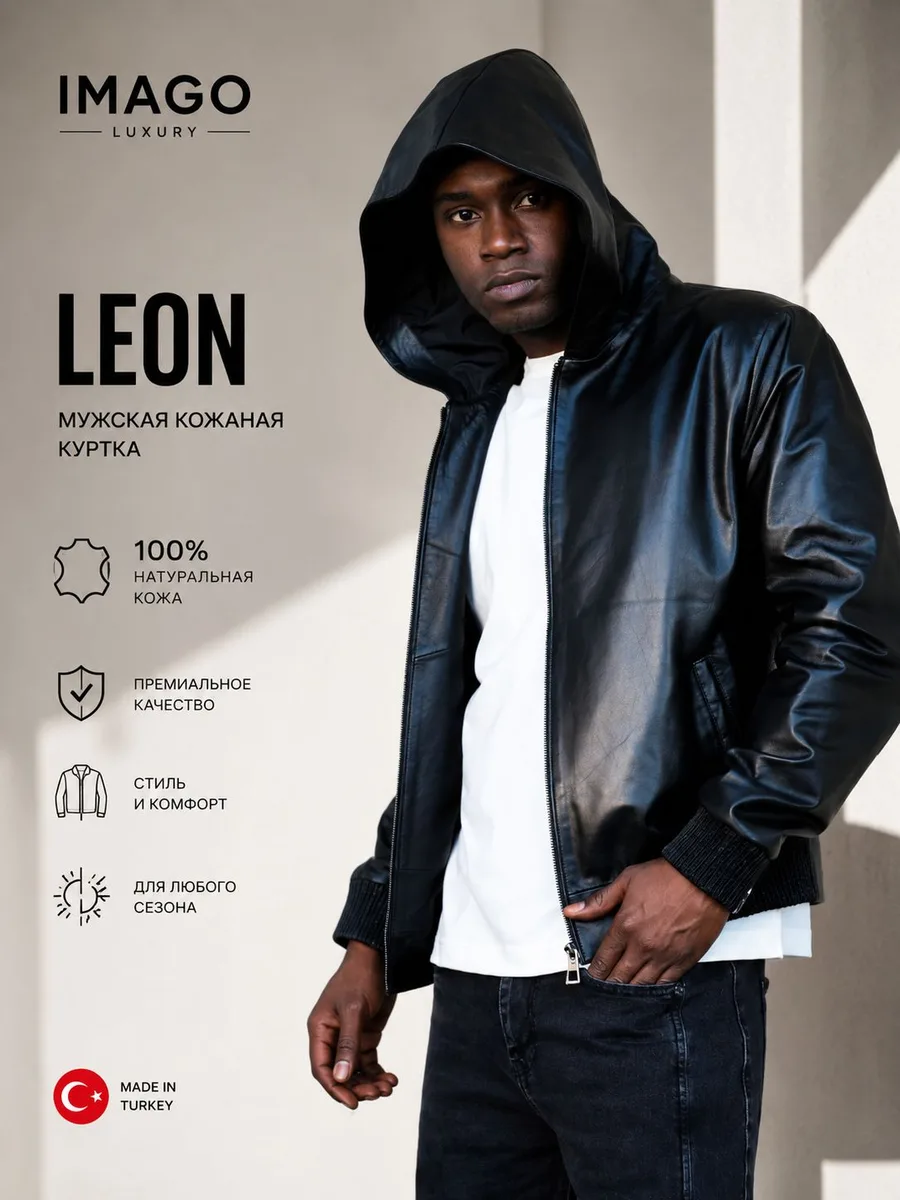 IMAGO
LUXURY
LEON
МУЖСКАЯ КОЖАНАЯ
КУРТКА
100%
НАТУРАЛЬНАЯ
КОЖА
ПРЕМИАЛЬНОЕ
КАЧЕСТВО
СТИЛЬ
И КОМФОРТ
ДЛЯ ЛЮБОГО
СЕЗОНА
MADE IN
TURKEY